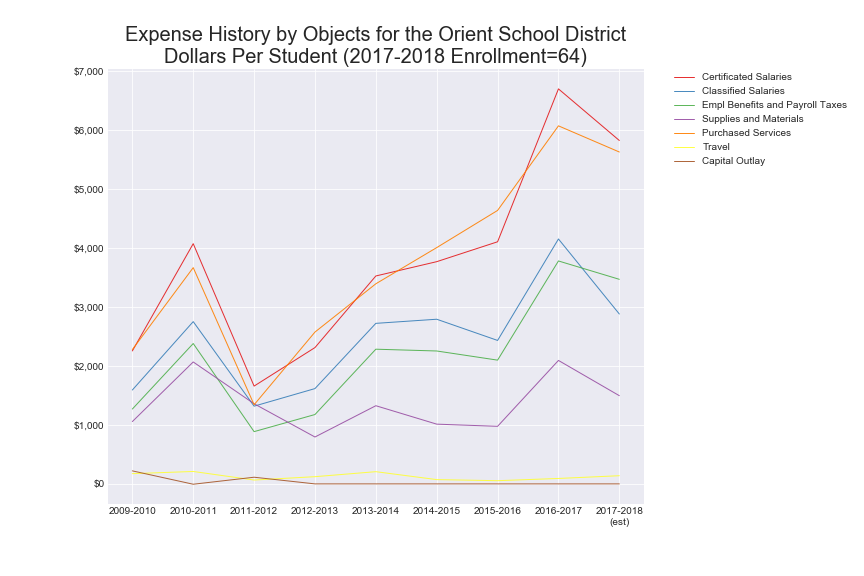 Expense History by Objects for the Orient School District
Dollars Per Student (2017-2018 Enrollment=64)
$7,000
$6,000
$5,000
$4,000
$3,000
$2,000
$1,000
$0
2009-2010
2010-2011
2011-2012
2012-2013
2013-2014
2014-2015
2015-2016
2016-2017
2017-2018
(est)
Certificated Salaries
Classified Salaries
Empl Benefits and Payroll Taxes
Supplies and Materials
Purchased Services
Travel
Capital Outlay